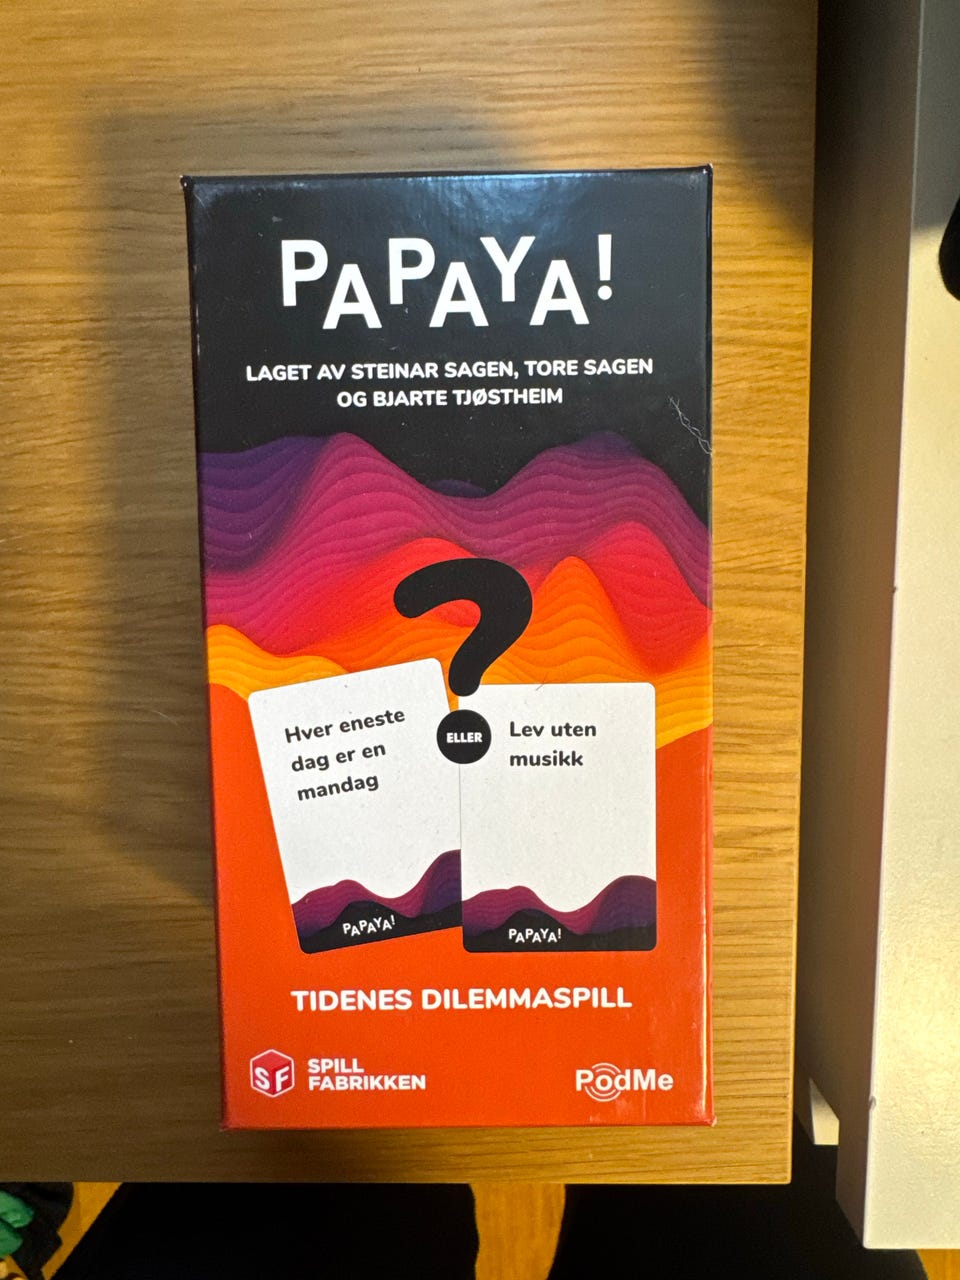 PAPAYA!
LAGET AV STEINAR SAGEN, TORE SAGEN
OG BJARTE TJØSTHEIM
Hver eneste
dag er en
mandag
ELLER
Lev uten
musikk
PAPAYA!
PAPAYA!
TIDENES DILEMMASPILL
SF
SPILL
FABRIKKEN
PodMe